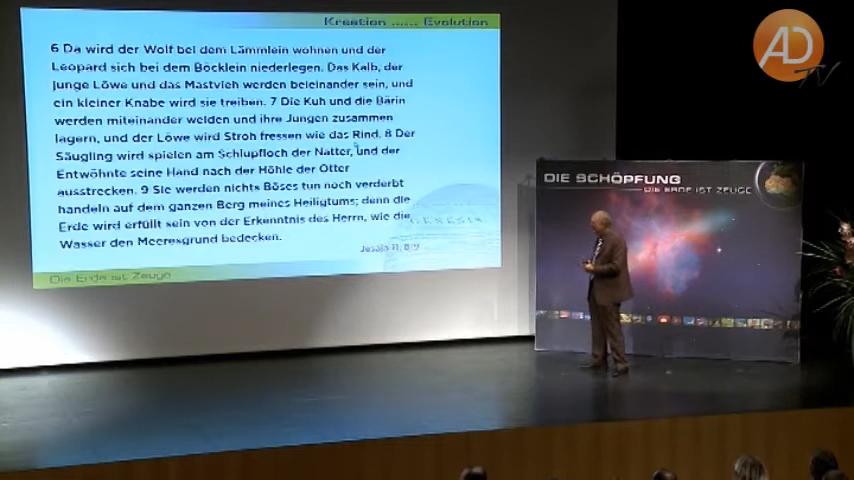 Kreation ...... Evolution
6 Da wird der Wolf bei dem Lämmlein wohnen und der
Leopard sich bei dem Böcklein niederlegen. Das Kalb, der
junge Löwe und das Mastvieh werden beieinander sein, und
ein kleiner Knabe wird sie treiben. 7 Die Kuh und die Bärin
werden miteinander weiden und ihre Jungen zusammen
lagern, und der Löwe wird Stroh fressen wie das Rind. 8 Der
Säugling wird spielen am Schlupfloch der Natter, und der
Entwöhnte seine Hand nach der Höhle der Otter
ausstrecken. 9 Sie werden nichts Böses tun noch verderbt
handeln auf dem ganzen Berg meines Heiligtums; denn die
Erde wird erfüllt sein von der Erkenntnis des Herrn, wie die
Wasser den Meeresgrund bedecken.
GENESIS
Jesaja 11, 6-9
Die Erde ist Zeuge
AD
TV
DIE SCHÖPFUNG
DIE ERDE IST ZEUGE